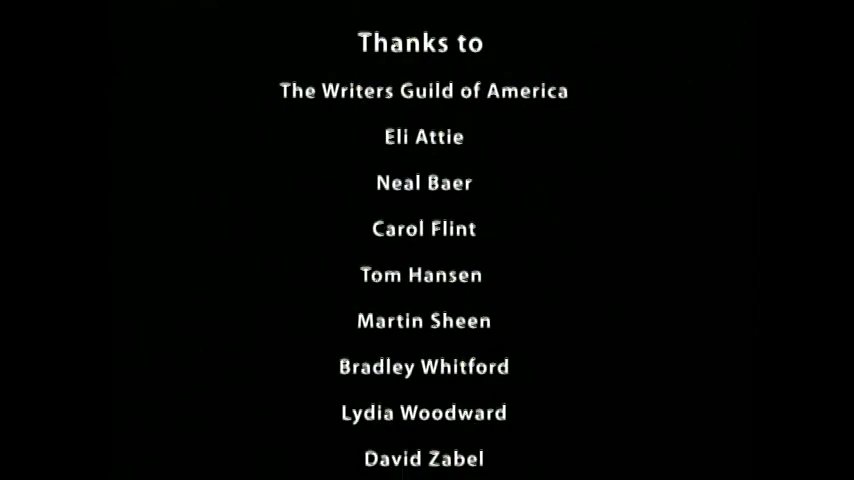 Thanks to
The Writers Guild of America
Eli Attie
Neal Baer
Carol Flint
Tom Hansen
Martin Sheen
Bradley Whitford
Lydia Woodward
David Zabel